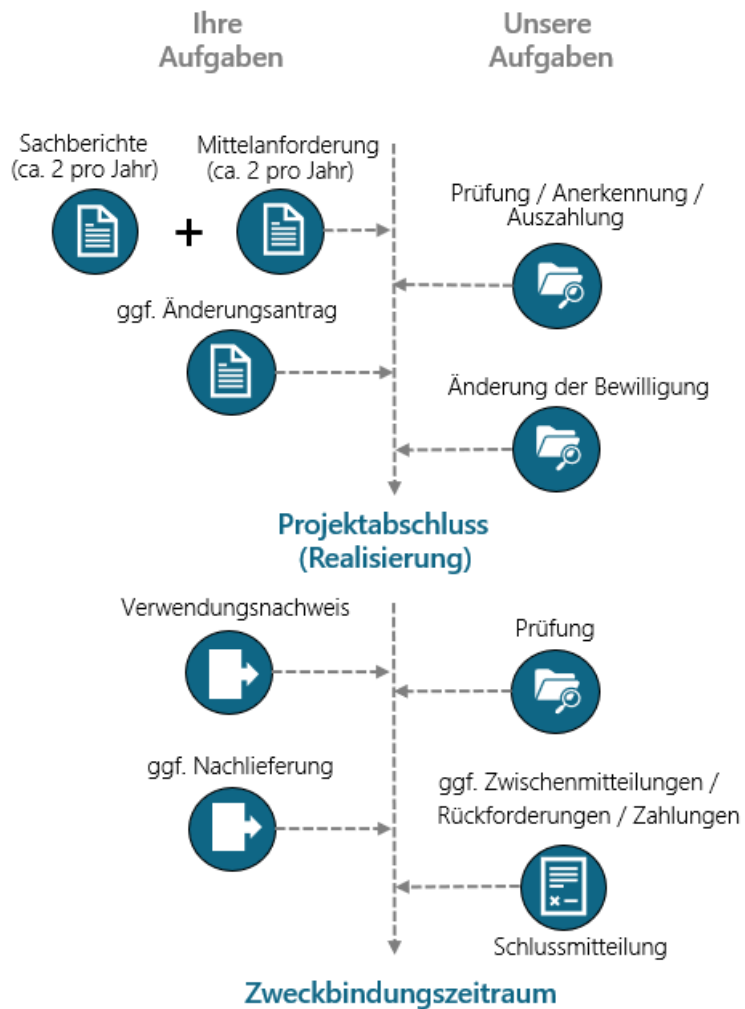 Ihre
Aufgaben
Unsere
Aufgaben
Sachberichte
(ca. 2 pro Jahr)
+
Mittelanforderung
(ca. 2 pro Jahr)
Prüfung / Anerkennung /
Auszahlung
ggf. Änderungsantrag
Änderung der Bewilligung
Projektabschluss
(Realisierung)
Verwendungsnachweis
Prüfung
ggf. Nachlieferung
ggf. Zwischenmitteilungen /
Rückforderungen / Zahlungen
Schlussmitteilung
Zweckbindungszeitraum